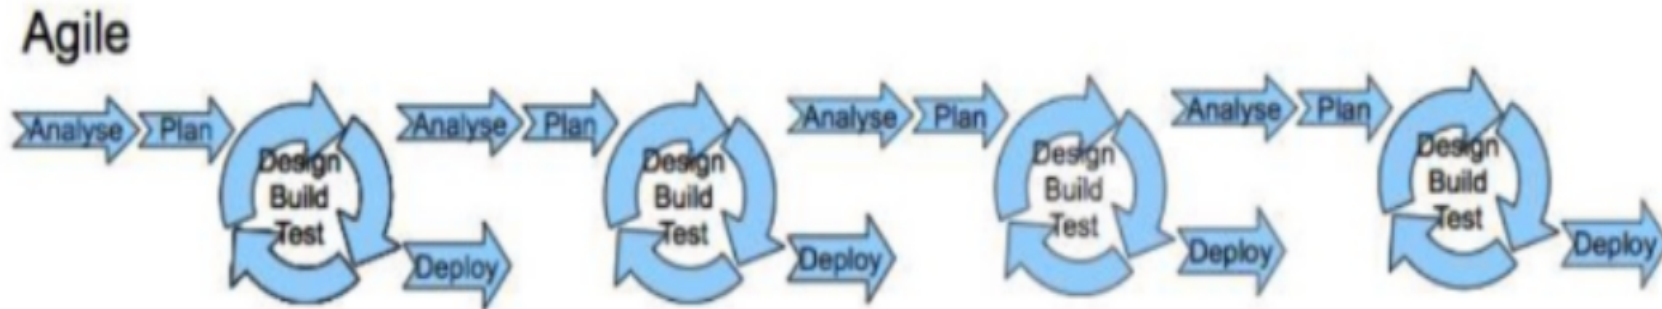 Agile
Analyse Plan
Design
Build
Test
Deploy
Analyse Plan
Design
Build
Test
Deploy
Analyse Plan
Design
Build
Test
Deploy
Analyse Plan
Design
Build
Test
Deploy